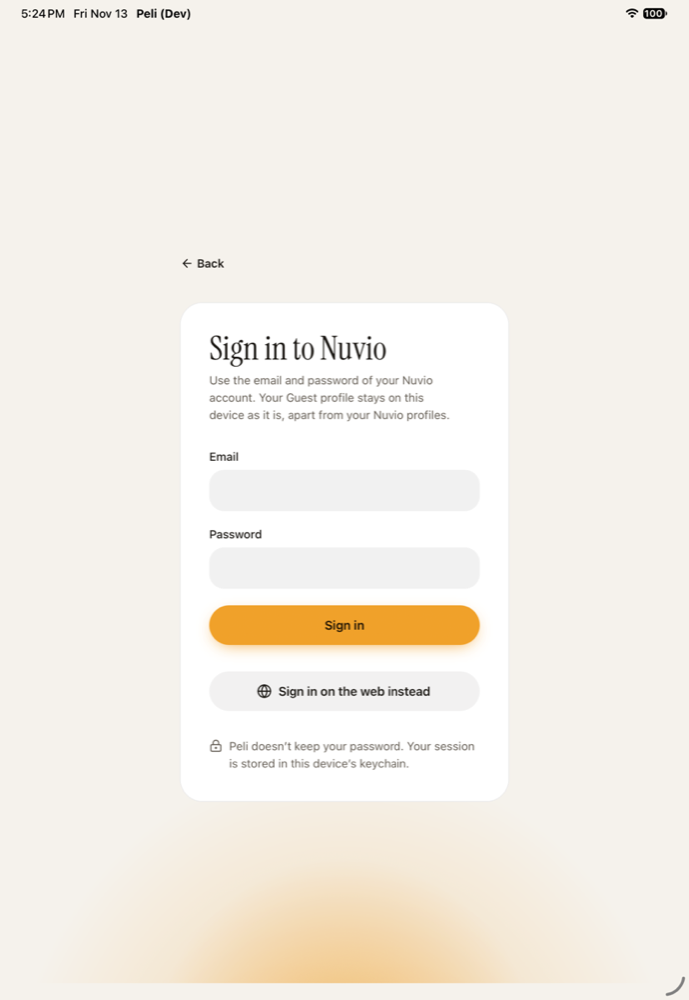 5:24 PM Fri Nov 13 Peli (Dev) 100
← Back
Sign in to Nuvio
Use the email and password of your Nuvio
account. Your Guest profile stays on this
device as it is, apart from your Nuvio profiles.
Email
Password
Sign in
Sign in on the web instead
Peli doesn't keep your password. Your session
is stored in this device's keychain.